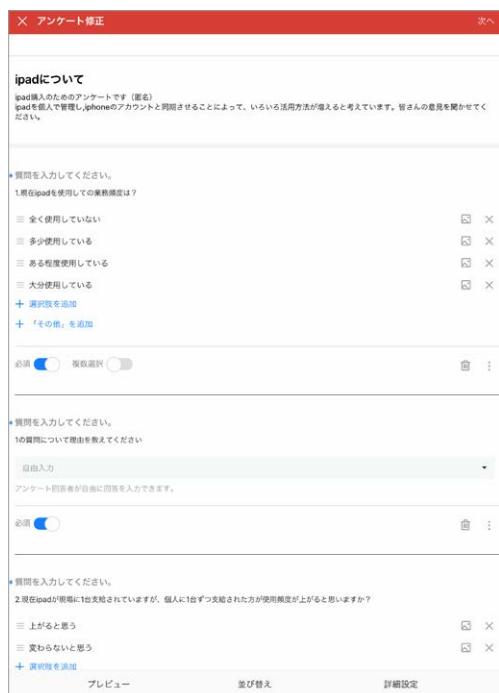 アンケート修正
次へ
ipadについて
ipad購入のためのアンケートです（匿名）
ipadを個人で管理し,iphoneのアカウントと同期させることによって、いろいろ活用方法が増えると考えています。皆さんの意見を聞かせてく
ださい。
質問を入力してください。
1.現在ipadを使用しての業務頻度は？
全く使用していない
多少使用している
ある程度使用している
大分使用している
選択肢を追加
「その他」を追加
必須 複数選択
質問を入力してください。
1の質問について理由を教えてください
自由入力
アンケート回答者が自由に回答を入力できます。
必須
質問を入力してください。
2.現在ipadが現場に1台支給されていますが、個人に1台ずつ支給された方が使用頻度が上がると思いますか？
上がると思う
変わらないと思う
選択肢を追加
プレビュー 並び替え 詳細設定